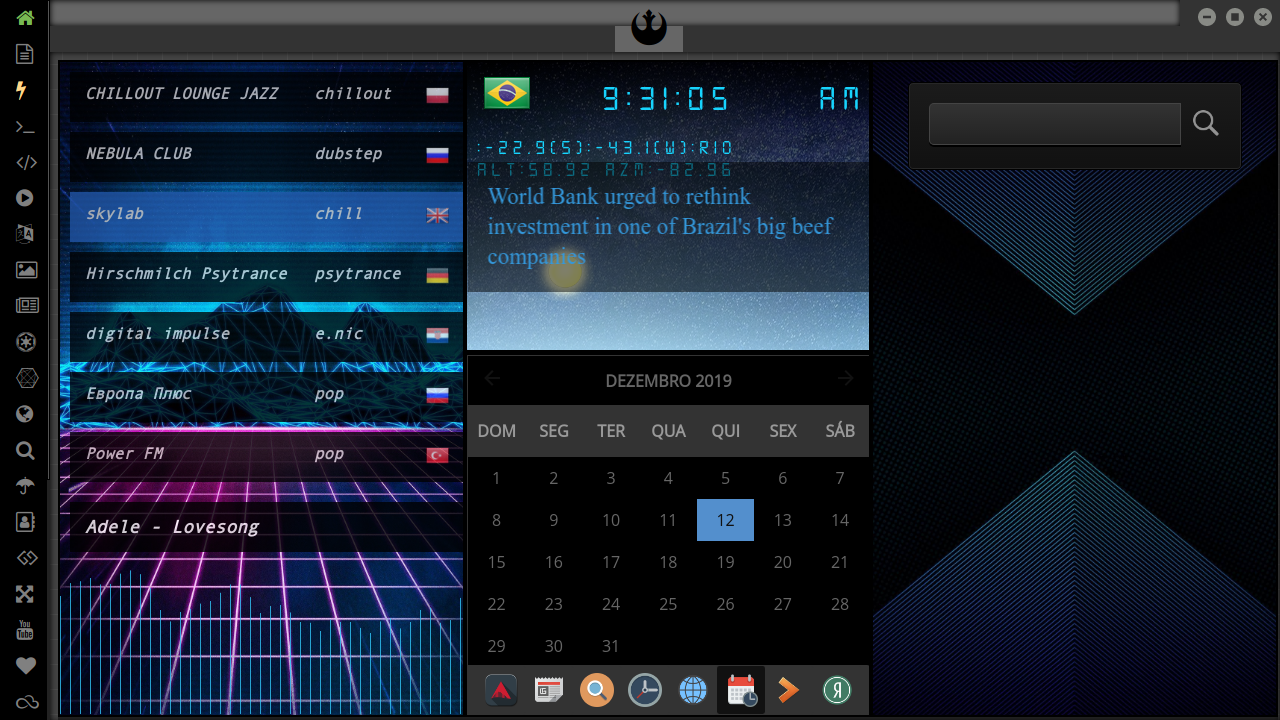 CHILLOUT LOUNGE JAZZ chillout
NEBULA CLUB dubstep
skylab chill
Hirschmilch Psytrance psytrance
digital impulse e.nic
Европа Плюс pop
Power FM pop
Adele - Lovesong
9:31:05 AM
:-22.9(S):-43.1(W):RIO
ALT:58.92 AZM:-82.96
World Bank urged to rethink
investment in one of Brazil's big beef
companies
DEZEMBRO 2019
DOM SEG TER QUA QUI SEX SÁB
1 2 3 4 5 6 7
8 9 10 11 12 13 14
15 16 17 18 19 20 21
22 23 24 25 26 27 28
29 30 31
You
Tube
Я